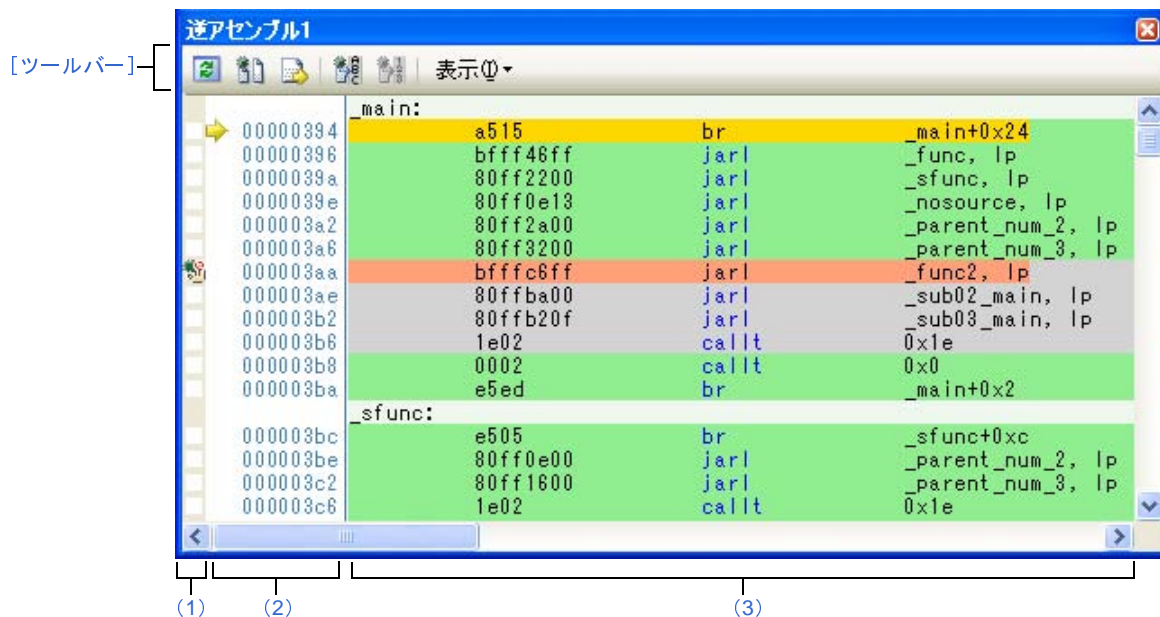 逆アセンブル1
[ツールバー]
表示(I)
_main:
00000394 a515 br _main+0x24
00000396 bfff46ff jarl _func, lp
0000039a 80ff2200 jarl _sfunc, lp
0000039e 80ff0e13 jarl _nosource, lp
000003a2 80ff2a00 jarl _parent_num_2, lp
000003a6 80ff3200 jarl _parent_num_3, lp
000003aa bfffc6ff jarl _func2, lp
000003ae 80ffba00 jarl _sub02_main, lp
000003b2 80ffb20f jarl _sub03_main, lp
000003b6 1e02 callt 0x1e
000003b8 0002 callt 0x0
000003ba e5ed br _main+0x2
_sfunc:
000003bc e505 br _sfunc+0xc
000003be 80ff0e00 jarl _parent_num_2, lp
000003c2 80ff1600 jarl _parent_num_3, lp
000003c6 1e02 callt 0x1e
(1) (2) (3)